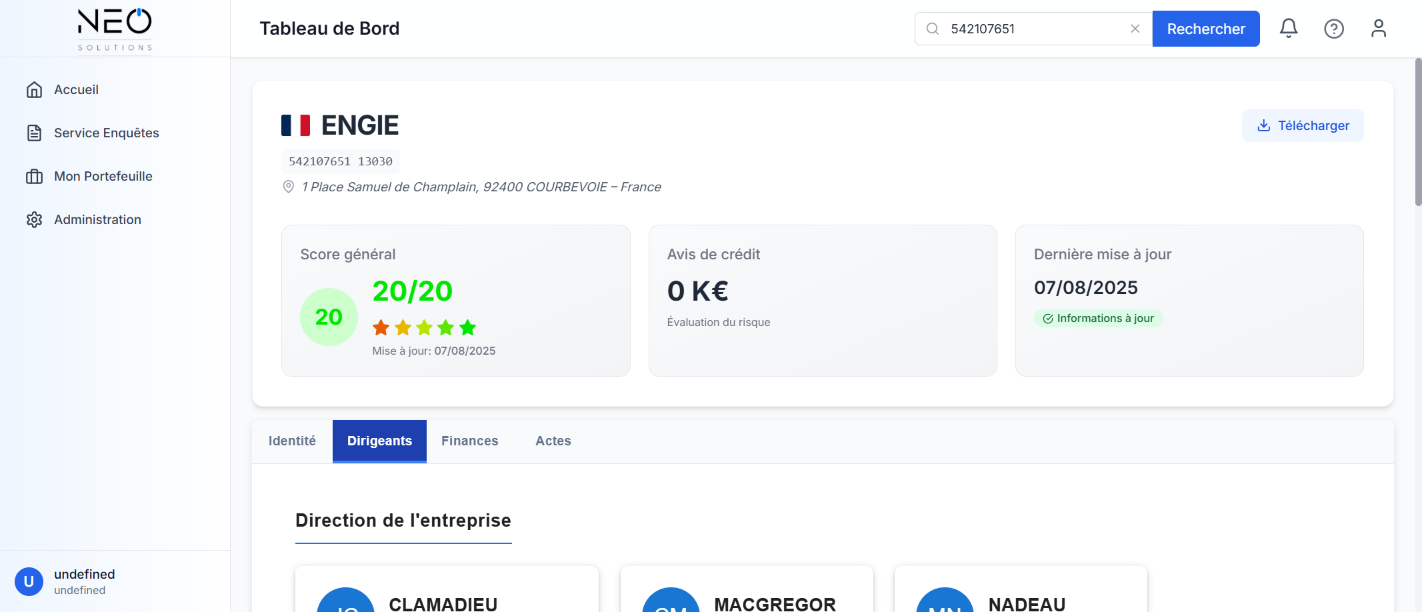 NEO
SOLUTIONS
Tableau de Bord
542107651
Rechercher
Accueil
Service Enquêtes
Mon Portefeuille
Administration
ENGIE
Télécharger
542107651 13030
1 Place Samuel de Champlain, 92400 COURBEVOIE – France
Score général
20
20/20
Mise à jour: 07/08/2025
Avis de crédit
0 K€
Évaluation du risque
Dernière mise à jour
07/08/2025
Informations à jour
Identité
Dirigeants
Finances
Actes
Direction de l'entreprise
CLAMADIEU
MACGREGOR
NADEAU
U
undefined
undefined